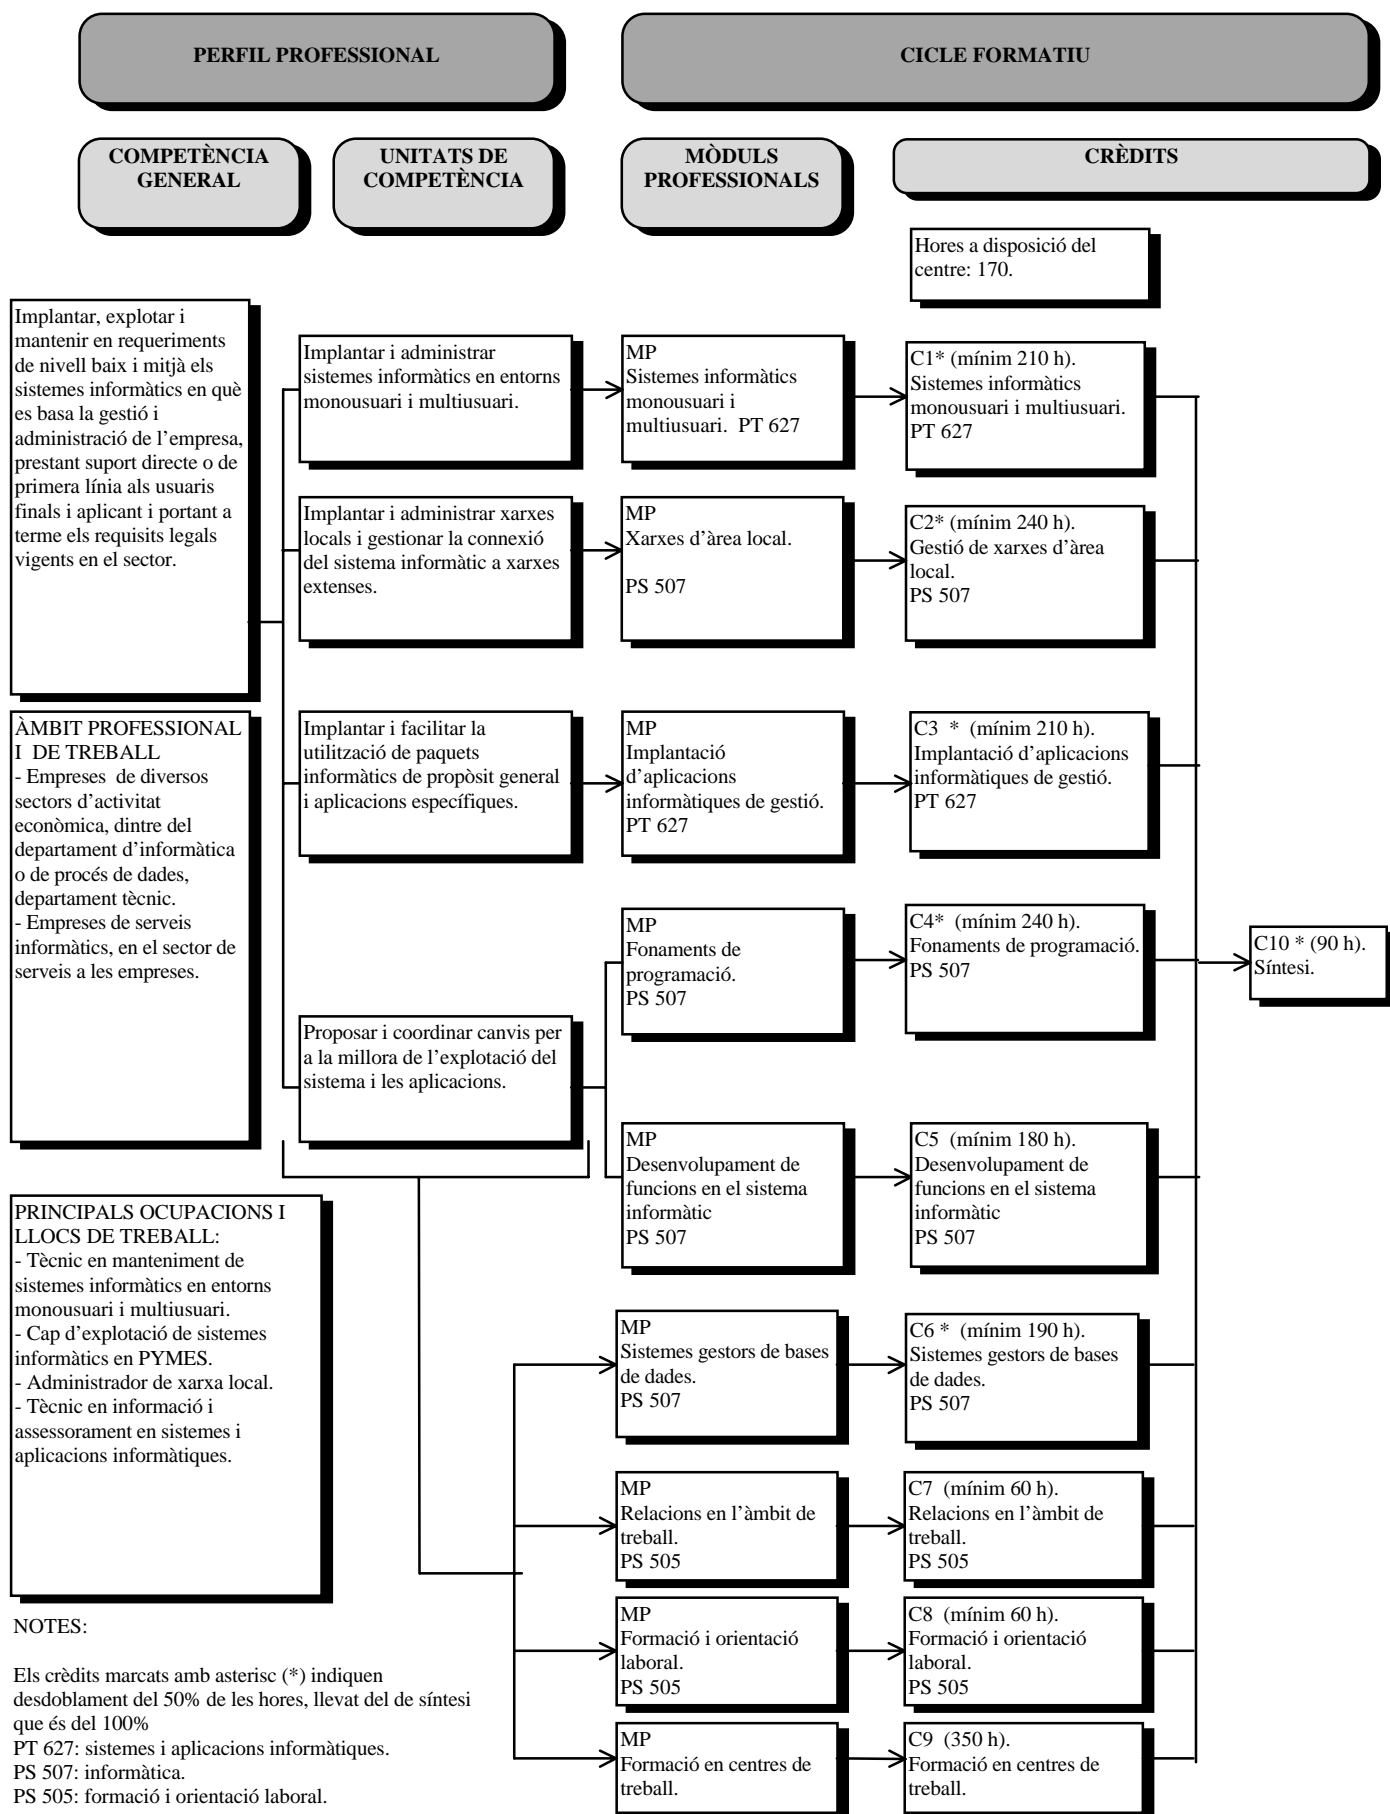 PERFIL PROFESSIONAL
CICLE FORMATIU
COMPETÈNCIA
GENERAL
UNITATS DE
COMPETÈNCIA
MÒDULS
PROFESSIONALS
CRÈDITS
Hores a disposició del
centre: 170.
Implantar, explotar i
mantenir en requeriments
de nivell baix i mitjà els
sistemes informàtics en què
es basa la gestió i
administració de l’empresa,
prestant suport directe o de
primera línia als usuaris
finals i aplicant i portant a
terme els requisits legals
vigents en el sector.
Implantar i administrar
sistemes informàtics en entorns
monousuari i multiusuari.
MP
Sistemes informàtics
monousuari i
multiusuari.  PT 627
C1* (mínim 210 h).
Sistemes informàtics
monousuari i multiusuari.
PT 627
Implantar i administrar xarxes
locals i gestionar la connexió
del sistema informàtic a xarxes
extenses.
MP
Xarxes d’àrea local.
PS 507
C2* (mínim 240 h).
Gestió de xarxes d’àrea
local.
PS 507
ÀMBIT PROFESSIONAL
I  DE TREBALL
- Empreses  de diversos
sectors d’activitat
econòmica, dintre del
departament d’informàtica
o de procés de dades,
departament tècnic.
- Empreses de serveis
informàtics, en el sector de
serveis a les empreses.
Implantar i facilitar la
utilització de paquets
informàtics de propòsit general
i aplicacions específiques.
MP
Implantació
d’aplicacions
informàtiques de gestió.
PT 627
C3  *  (mínim 210 h).
Implantació d’aplicacions
informàtiques de gestió.
PT 627
MP
Fonaments de
programació.
PS 507
C4*  (mínim 240 h).
Fonaments de programació.
PS 507
C10 * (90 h).
Síntesi.
Proposar i coordinar canvis per
a la millora de l’explotació del
sistema i les aplicacions.
MP
Desenvolupament de
funcions en el sistema
informàtic
PS 507
C5  (mínim 180 h).
Desenvolupament de
funcions en el sistema
informàtic
PS 507
PRINCIPALS OCUPACIONS I
LLOCS DE TREBALL:
- Tècnic en manteniment de
sistemes informàtics en entorns
monousuari i multiusuari.
- Cap d’explotació de sistemes
informàtics en PYMES.
- Administrador de xarxa local.
- Tècnic en informació i
assessorament en sistemes i
aplicacions informàtiques.
MP
Sistemes gestors de bases
de dades.
PS 507
C6 *  (mínim 190 h).
Sistemes gestors de bases
de dades.
PS 507
MP
Relacions en l’àmbit de
treball.
PS 505
C7  (mínim 60 h).
Relacions en l’àmbit de
treball.
PS 505
MP
Formació i orientació
laboral.
PS 505
C8  (mínim 60 h).
Formació i orientació
laboral.
PS 505
MP
Formació en centres de
treball.
C9  (350 h).
Formació en centres de
treball.
NOTES:
Els crèdits marcats amb asterisc (*) indiquen
desdoblament del 50% de les hores, llevat del de síntesi
que és del 100%
PT 627: sistemes i aplicacions informàtiques.
PS 507: informàtica.
PS 505: formació i orientació laboral.